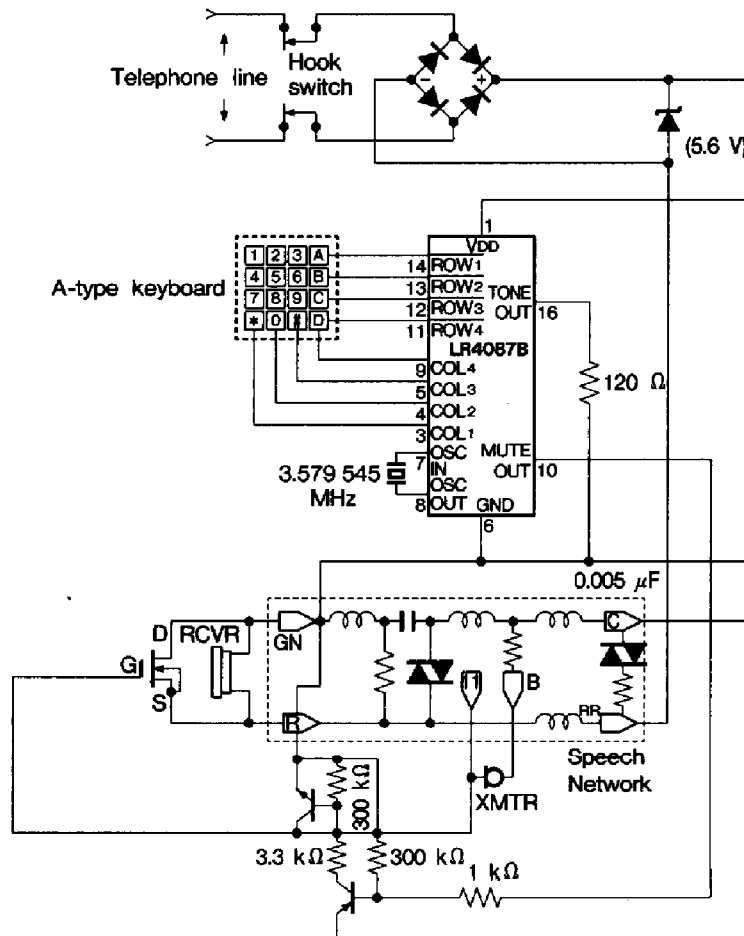 Telephone line
Hook
switch
−
+
(5.6 V)
1
VDD
1 2 3 A
4 5 6 B
7 8 9 C
* 0 # D
A-type keyboard
14 ROW1
13 ROW2
12 ROW3
11 ROW4
TONE
OUT 16
LR4087B
9 COL4
5 COL3
4 COL2
3 COL1
120 Ω
OSC
7 IN
OSC
8 OUT
MUTE
OUT 10
GND
6
3.579 545
MHz
0.005 µF
D
G
S
RCVR
GN
R
C
B
RR
Speech
Network
XMTR
300 kΩ
3.3 kΩ
300 kΩ
1 kΩ